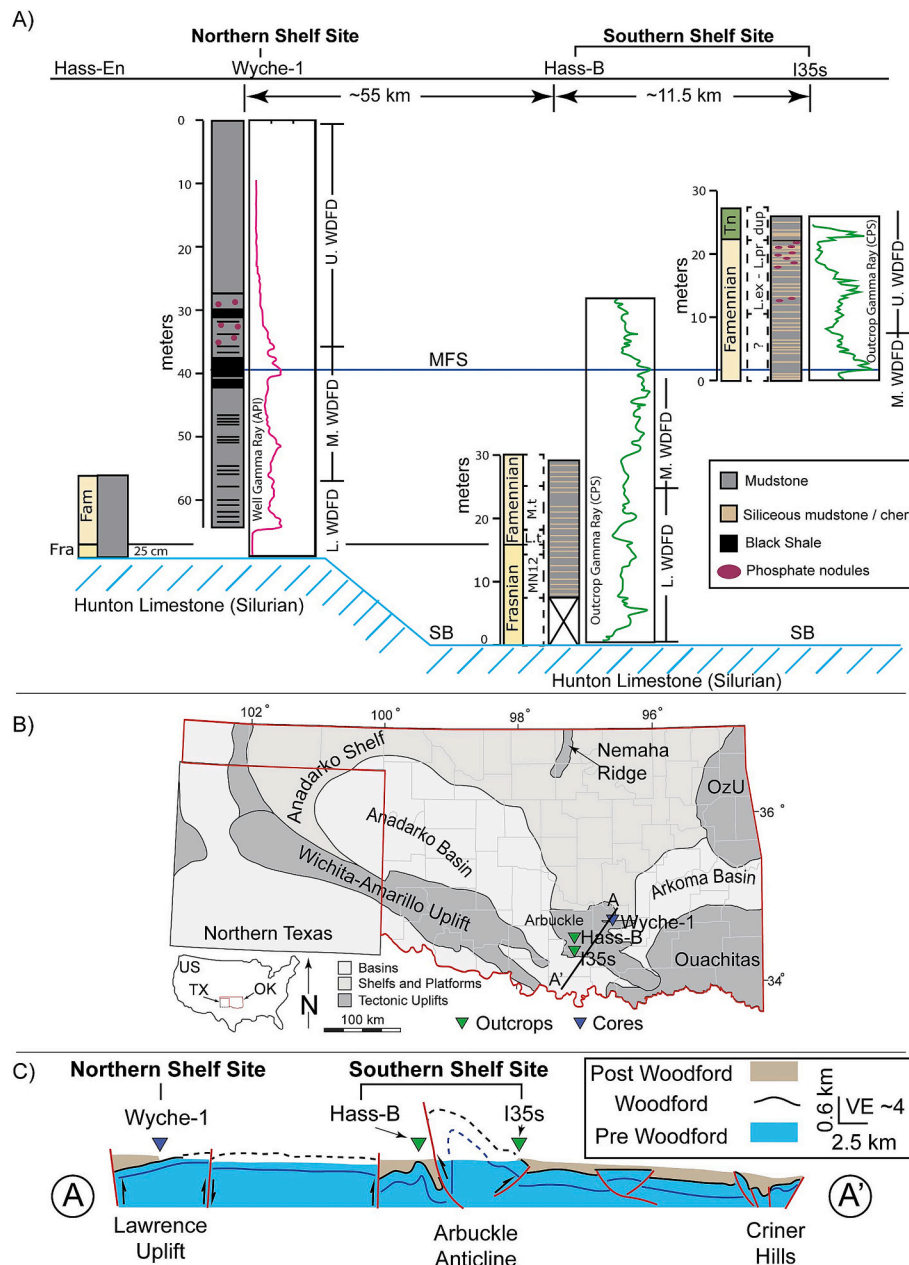 A)
Northern Shelf Site
Southern Shelf Site
Hass-En
Wyche-1
Hass-B
I35s
~55 km
~11.5 km
0
10
20
30
40
50
60
meters
Well Gamma Ray (API)
U. WDFD
M. WDFD
L. WDFD
MFS
30
20
10
0
meters
Tn
Famennian
L.ex - L.pr
dup
?
Outcrop Gamma Ray (CPS)
U. WDFD
M. WDFD
30
20
10
0
meters
Famennian
Frasnian
M.t
L.t
MN12
Outcrop Gamma Ray (CPS)
M. WDFD
L. WDFD
Fam
Fra
25 cm
Hunton Limestone (Silurian)
SB
SB
Hunton Limestone (Silurian)
Mudstone
Siliceous mudstone / cher
Black Shale
Phosphate nodules
B)
102°
100°
98°
96°
36°
34°
Anadarko Shelf
Nemaha
Ridge
OzU
Anadarko Basin
Wichita-Amarillo Uplift
Arkoma Basin
A
Arbuckle
Wyche-1
Hass-B
I35s
A'
Ouachitas
Northern Texas
US
TX
OK
N
Basins
Shelfs and Platforms
Tectonic Uplifts
100 km
Outcrops
Cores
C)
Northern Shelf Site
Southern Shelf Site
Wyche-1
Hass-B
I35s
Post Woodford
Woodford
Pre Woodford
0.6 km
VE ~4
2.5 km
A
A'
Lawrence
Uplift
Arbuckle
Anticline
Criner
Hills